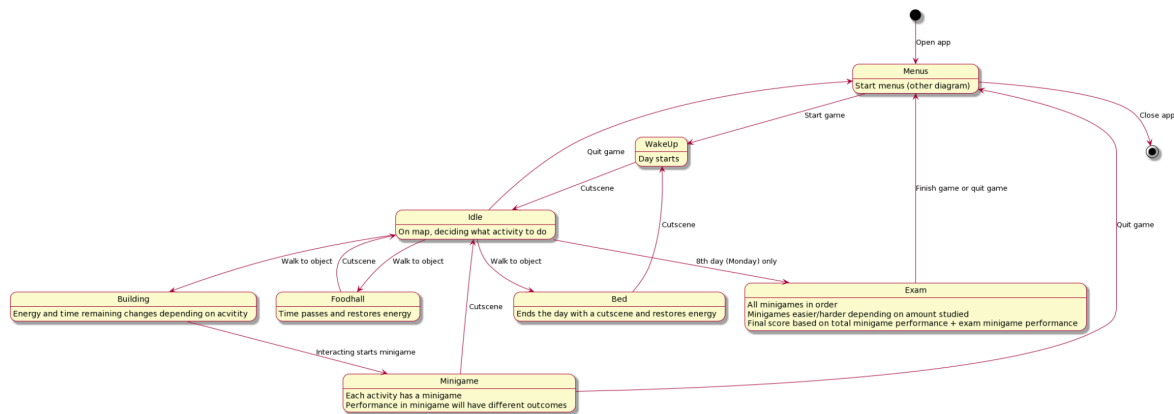 Open app
Menus
Start menus (other diagram)
Start game
Close app
WakeUp
Day starts
Quit game
Cutscene
Finish game or quit game
Cutscene
Quit game
Idle
On map, deciding what activity to do
Walk to object
Cutscene
Walk to object
Walk to object
8th day (Monday) only
Building
Energy and time remaining changes depending on acvitity
Foodhall
Time passes and restores energy
Cutscene
Bed
Ends the day with a cutscene and restores energy
Exam
All minigames in order
Minigames easier/harder depending on amount studied
Final score based on total minigame performance + exam minigame performance
Interacting starts minigame
Minigame
Each activity has a minigame
Performance in minigame will have different outcomes